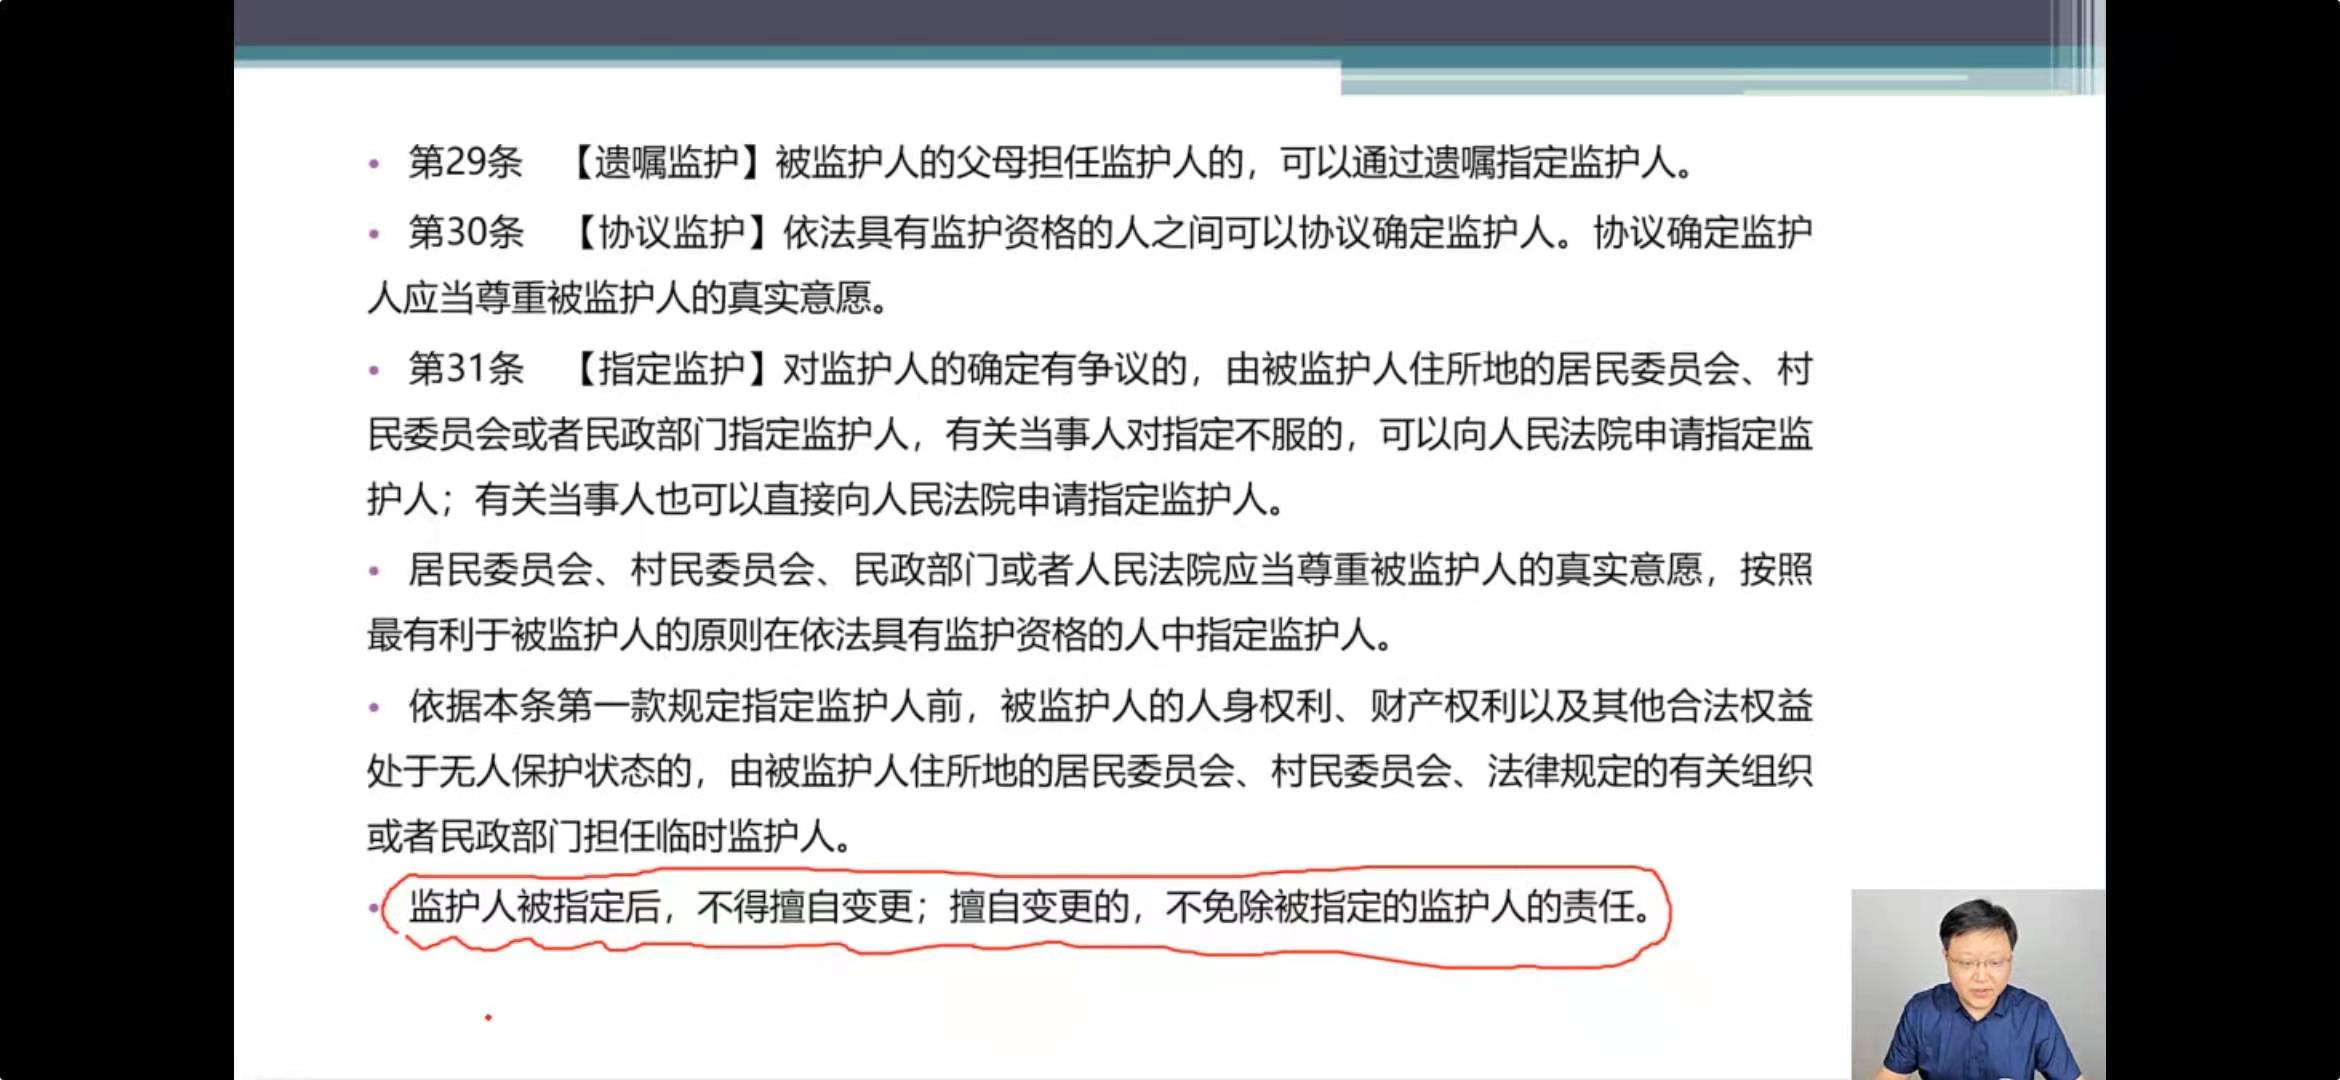 • 第29条 【遗嘱监护】被监护人的父母担任监护人的，可以通过遗嘱指定监护人。
• 第30条 【协议监护】依法具有监护资格的人之间可以协议确定监护人。协议确定监护
人应当尊重被监护人的真实意愿。
• 第31条 【指定监护】对监护人的确定有争议的，由被监护人住所地的居民委员会、村
民委员会或者民政部门指定监护人，有关当事人对指定不服的，可以向人民法院申请指定监
护人；有关当事人也可以直接向人民法院申请指定监护人。
• 居民委员会、村民委员会、民政部门或者人民法院应当尊重被监护人的真实意愿，按照
最有利于被监护人的原则在依法具有监护资格的人中指定监护人。
• 依据本条第一款规定指定监护人前，被监护人的人身权利、财产权利以及其他合法权益
处于无人保护状态的，由被监护人住所地的居民委员会、村民委员会、法律规定的有关组织
或者民政部门担任临时监护人。
• 监护人被指定后，不得擅自变更；擅自变更的，不免除被指定的监护人的责任。